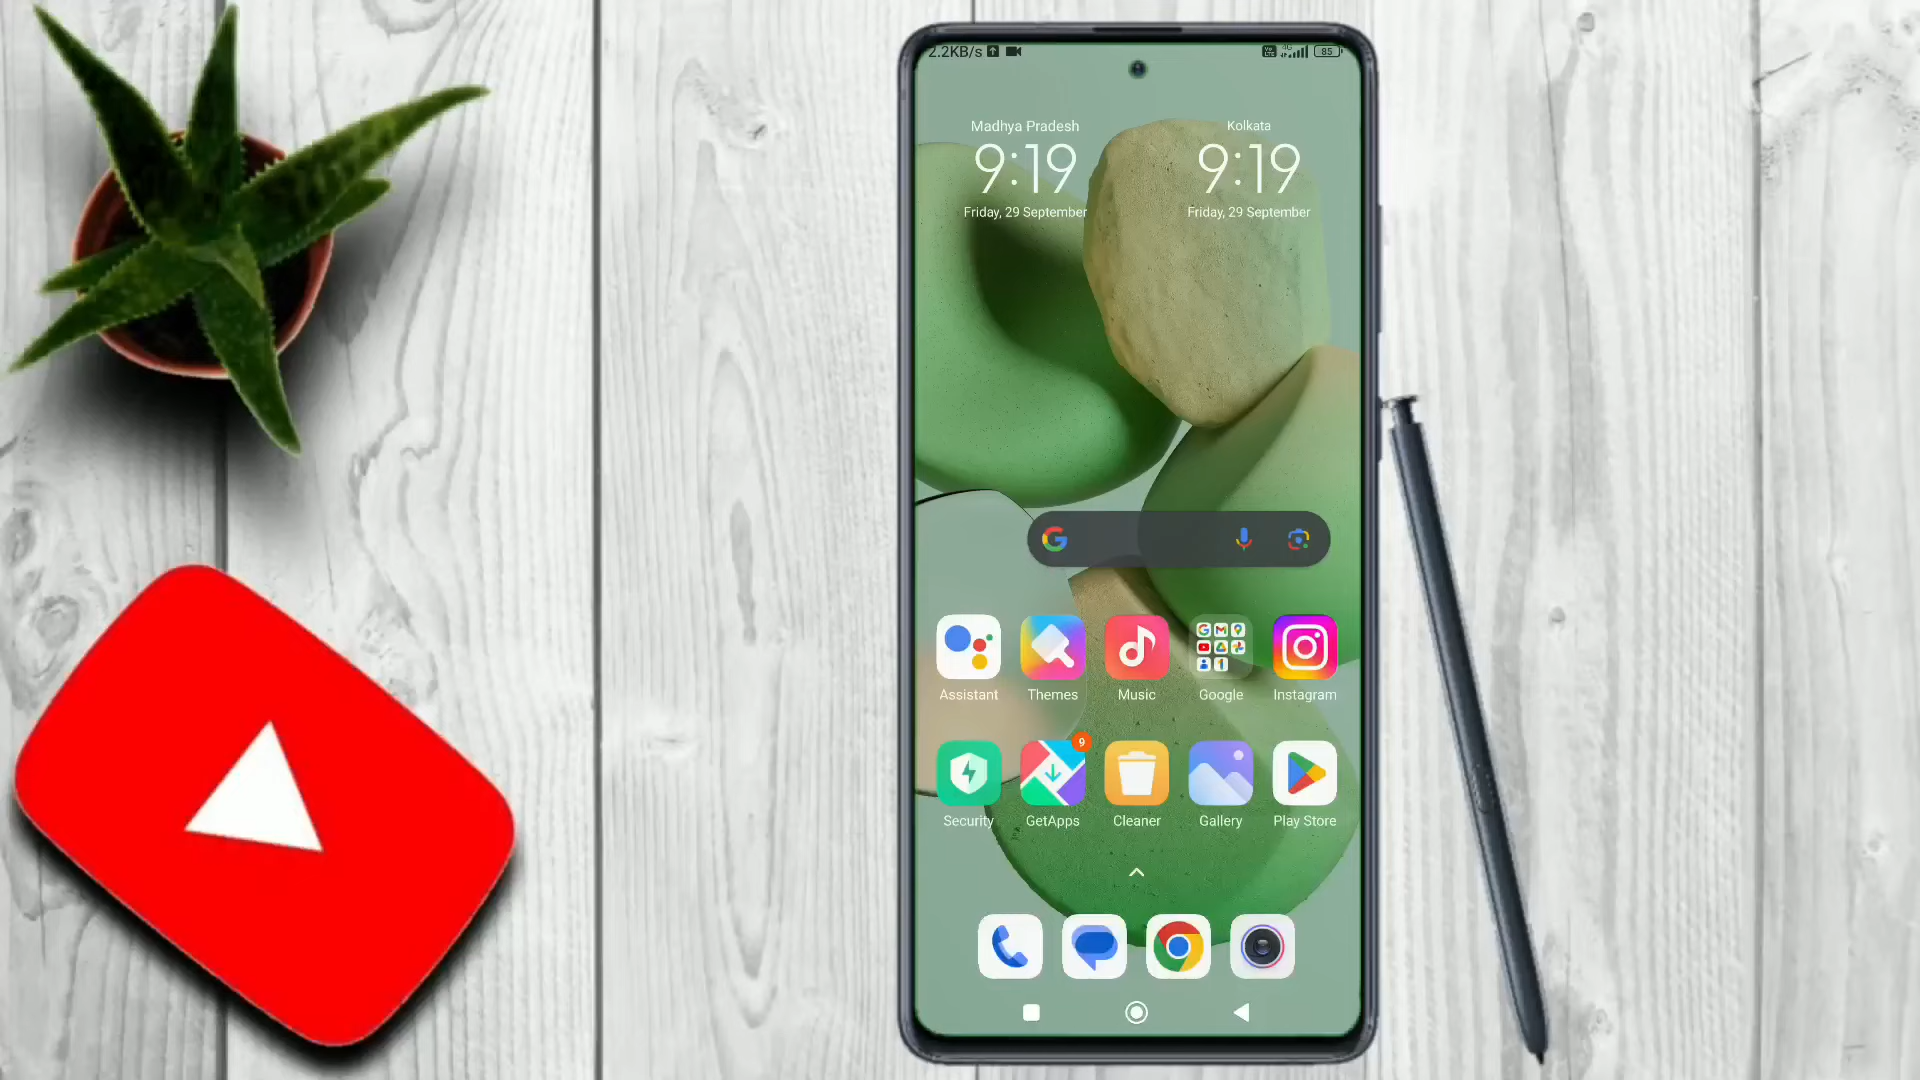 2.2KB/s
4G
85
Madhya Pradesh
Kolkata
9:19
9:19
Friday, 29 September
Friday, 29 September
Assistant
Themes
Music
Google
Instagram
9
Security
GetApps
Cleaner
Gallery
Play Store